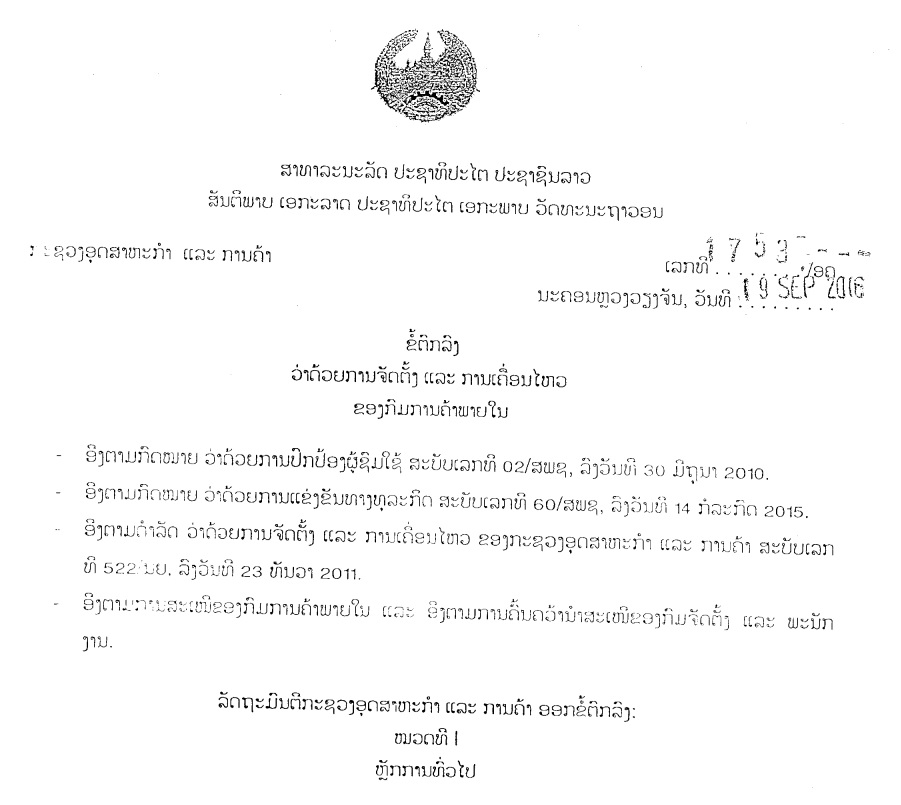 ສາທາລະນະລັດ ປະຊາທິປະໄຕ ປະຊາຊົນລາວ
ສັນຕິພາບ ເອກະລາດ ປະຊາທິປະໄຕ ເອກະພາບ ວັດທະນະຖາວອນ
ກະຊວງອຸດສາຫະກຳ ແລະ ການຄ້າ
ເລກທີ 1753 /ອຄ
ນະຄອນຫຼວງວຽງຈັນ, ວັນທີ 19 SEP 2016
ຂໍ້ຕົກລົງ
ວ່າດ້ວຍການຈັດຕັ້ງ ແລະ ການເຄື່ອນໄຫວ
ຂອງກົມການຄ້າພາຍໃນ
- ອີງຕາມກົດໝາຍ ວ່າດ້ວຍການປົກປ້ອງຜູ້ຊົມໃຊ້ ສະບັບເລກທີ 02/ສພຊ, ລົງວັນທີ 30 ມິຖຸນາ 2010.
- ອີງຕາມກົດໝາຍ ວ່າດ້ວຍການແຂ່ງຂັນທາງທຸລະກິດ ສະບັບເລກທີ 60/ສພຊ, ລົງວັນທີ 14 ກໍລະກົດ 2015.
- ອີງຕາມດຳລັດ ວ່າດ້ວຍການຈັດຕັ້ງ ແລະ ການເຄື່ອນໄຫວ ຂອງກະຊວງອຸດສາຫະກຳ ແລະ ການຄ້າ ສະບັບເລກ
ທີ 522/ນຍ, ລົງວັນທີ 23 ທັນວາ 2011.
- ອີງຕາມການສະເໜີຂອງກົມການຄ້າພາຍໃນ ແລະ ອີງຕາມການຄົ້ນຄວ້ານຳສະເໜີຂອງກົມຈັດຕັ້ງ ແລະ ພະນັກ
ງານ.
ລັດຖະມົນຕີກະຊວງອຸດສາຫະກຳ ແລະ ການຄ້າ ອອກຂໍ້ຕົກລົງ:
ໝວດທີ I
ຫຼັກການທົ່ວໄປ